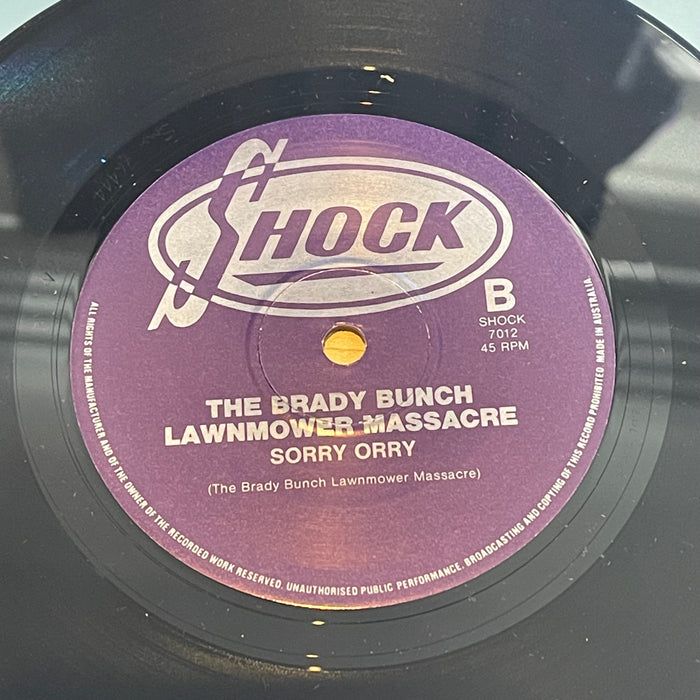 SHOCK
B
SHOCK
7012
45 RPM
THE BRADY BUNCH
LAWNMOWER MASSACRE
SORRY ORRY
(The Brady Bunch Lawnmower Massacre)
ALL RIGHTS OF THE MANUFACTURER AND OF THE OWNER OF THE RECORDED WORK RESERVED. UNAUTHORISED PUBLIC PERFORMANCE, BROADCASTING AND COPYING OF THIS RECORD PROHIBITED. MADE IN AUSTRALIA.